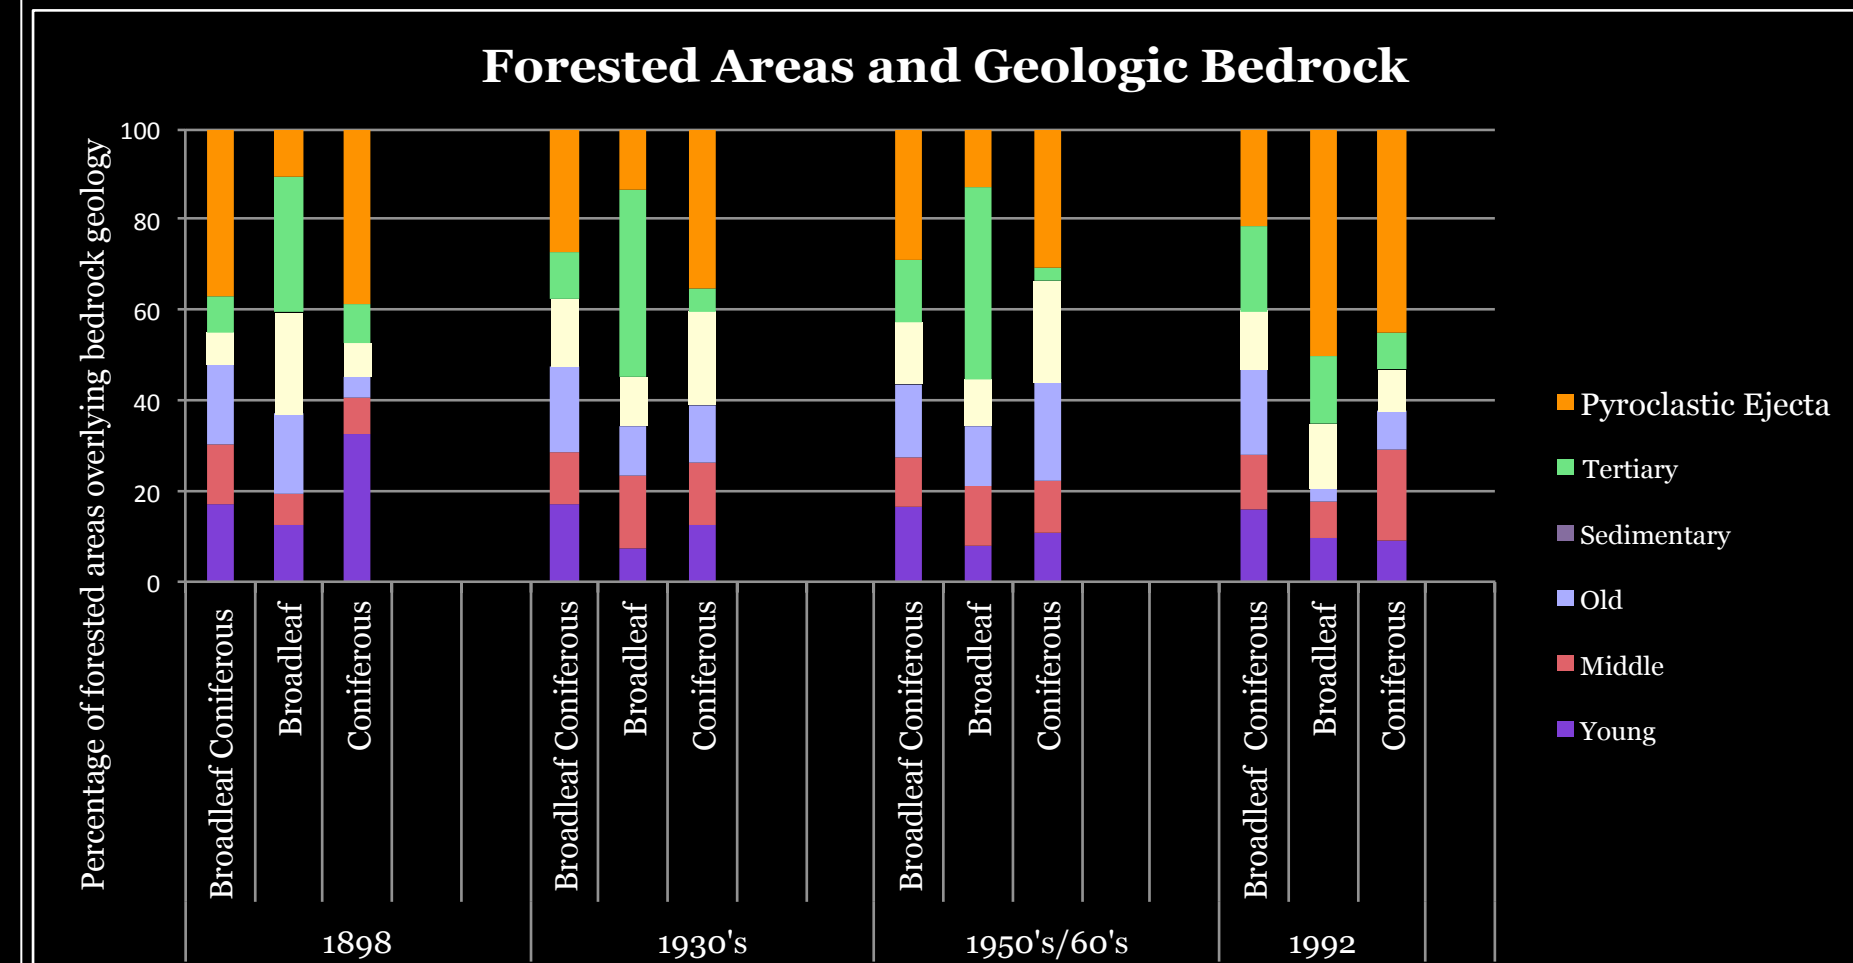 Forested Areas and Geologic Bedrock
Percentage of forested areas overlying bedrock geology
100
80
60
40
20
0
Broadleaf Coniferous
Broadleaf
Coniferous
Broadleaf Coniferous
Broadleaf
Coniferous
Broadleaf Coniferous
Broadleaf
Coniferous
Broadleaf Coniferous
Broadleaf
Coniferous
1898
1930's
1950's/60's
1992
Pyroclastic Ejecta
Tertiary
Sedimentary
Old
Middle
Young